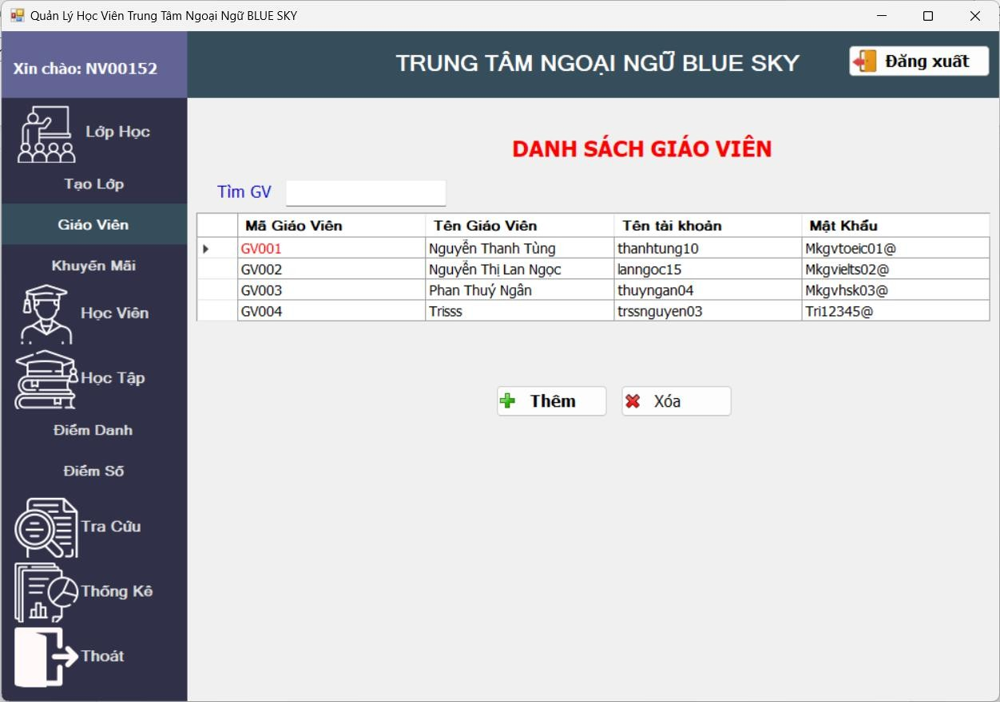 Quản Lý Học Viên Trung Tâm Ngoại Ngữ BLUE SKY
Xin chào: NV00152
TRUNG TÂM NGOẠI NGỮ BLUE SKY
Đăng xuất
Lớp Học
Tạo Lớp
Giáo Viên
Khuyến Mãi
Học Viên
Học Tập
Điểm Danh
Điểm Số
Tra Cứu
Thống Kê
Thoát
DANH SÁCH GIÁO VIÊN
Tìm GV
Mã Giáo Viên Tên Giáo Viên Tên tài khoản Mật Khẩu
GV001 Nguyễn Thanh Tùng thanhtung10 Mkgvtoeic01@
GV002 Nguyễn Thị Lan Ngọc lanngoc15 Mkgvielts02@
GV003 Phan Thuý Ngân thuyngan04 Mkgvhsk03@
GV004 Trisss trssnguyen03 Tri12345@
Thêm Xóa